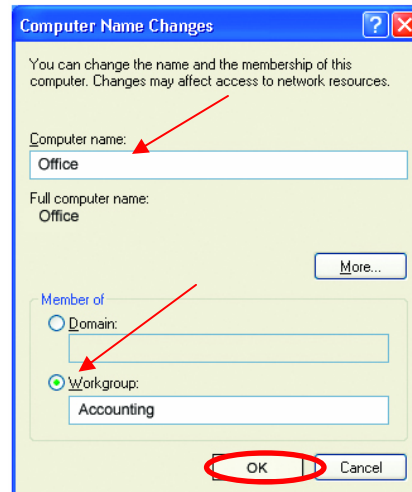 Computer Name Changes
You can change the name and the membership of this
computer. Changes may affect access to network resources.
Computer name:
Office
Full computer name:
Office
More...
Member of
Domain:
Workgroup:
Accounting
OK Cancel